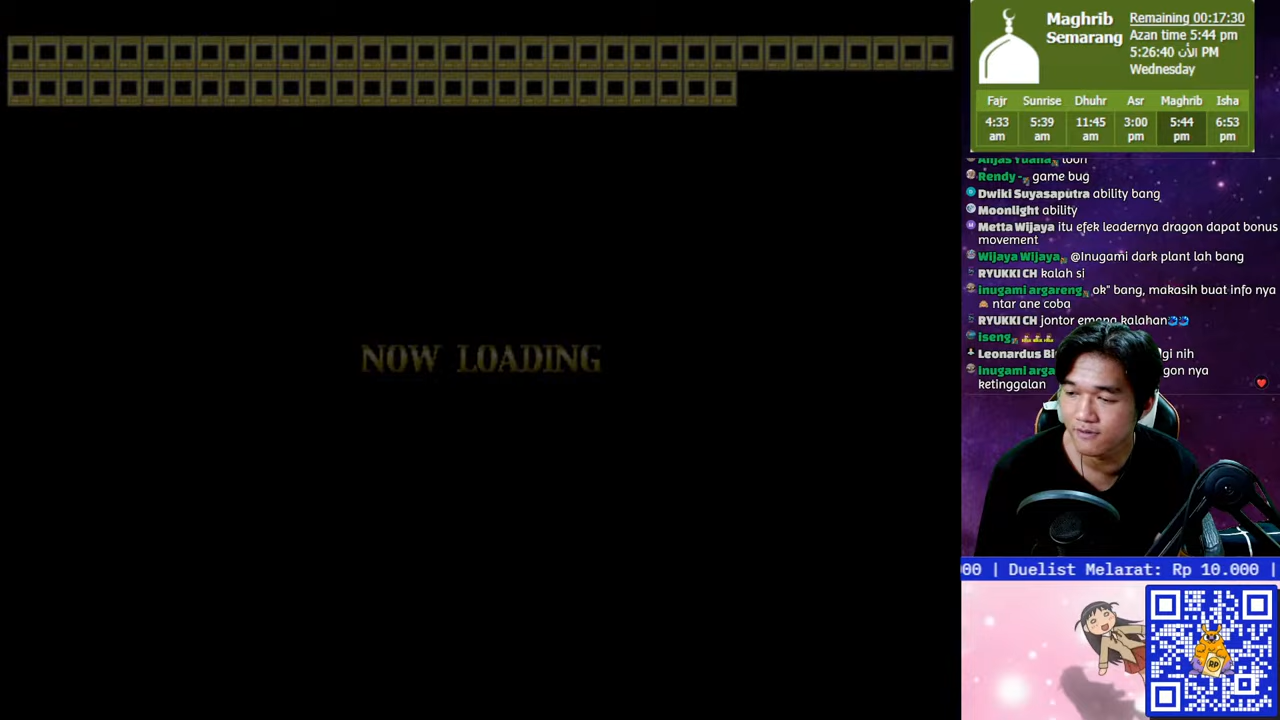 NOW LOADING
Maghrib
Semarang
Remaining 00:17:30
Azan time 5:44 pm
5:26:40 الآن PM
Wednesday
Fajr Sunrise Dhuhr Asr Maghrib Isha
4:33 am 5:39 am 11:45 am 3:00 pm 5:44 pm 6:53 pm
Anjas Yuana
Rendy - game bug
Dwiki Suyasaputra ability bang
Moonlight ability
Metta Wijaya itu efek leadernya dragon dapat bonus
movement
Wijaya Wijaya @Inugami dark plant lah bang
RYUKKI CH kalah si
inugami argareng ok" bang, makasih buat info nya
🙈 ntar ane coba
RYUKKI CH jontor emang kalahan
iseng
Leonardus nih
Inugami nya
ketinggalan
00 | Duelist Melarat: Rp 10.000 |
RP